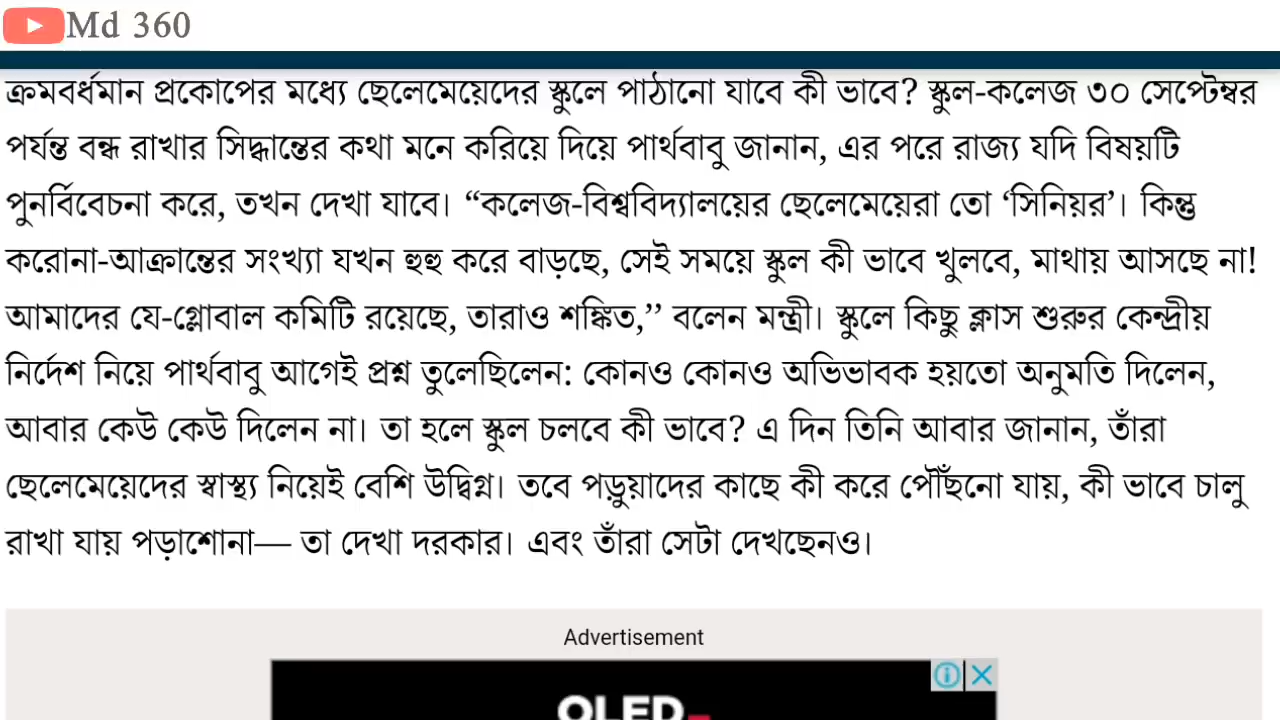 Md 360
ক্রমবর্ধমান প্রকোপের মধ্যে ছেলেমেয়েদের স্কুলে পাঠানো যাবে কী ভাবে? স্কুল-কলেজ ৩০ সেপ্টেম্বর
পর্যন্ত বন্ধ রাখার সিদ্ধান্তের কথা মনে করিয়ে দিয়ে পার্থবাবু জানান, এর পরে রাজ্য যদি বিষয়টি
পুনর্বিবেচনা করে, তখন দেখা যাবে। “কলেজ-বিশ্ববিদ্যালয়ের ছেলেমেয়েরা তো ‘সিনিয়র’। কিন্তু
করোনা-আক্রান্তের সংখ্যা যখন হুহু করে বাড়ছে, সেই সময়ে স্কুল কী ভাবে খুলবে, মাথায় আসছে না!
আমাদের যে-গ্লোবাল কমিটি রয়েছে, তারাও শঙ্কিত,’’ বলেন মন্ত্রী। স্কুলে কিছু ক্লাস শুরুর কেন্দ্রীয়
নির্দেশ নিয়ে পার্থবাবু আগেই প্রশ্ন তুলেছিলেন: কোনও কোনও অভিভাবক হয়তো অনুমতি দিলেন,
আবার কেউ কেউ দিলেন না। তা হলে স্কুল চলবে কী ভাবে? এ দিন তিনি আবার জানান, তাঁরা
ছেলেমেয়েদের স্বাস্থ্য নিয়েই বেশি উদ্বিগ্ন। তবে পড়ুয়াদের কাছে কী করে পৌঁছনো যায়, কী ভাবে চালু
রাখা যায় পড়াশোনা— তা দেখা দরকার। এবং তাঁরা সেটা দেখছেনও।
Advertisement
OLED